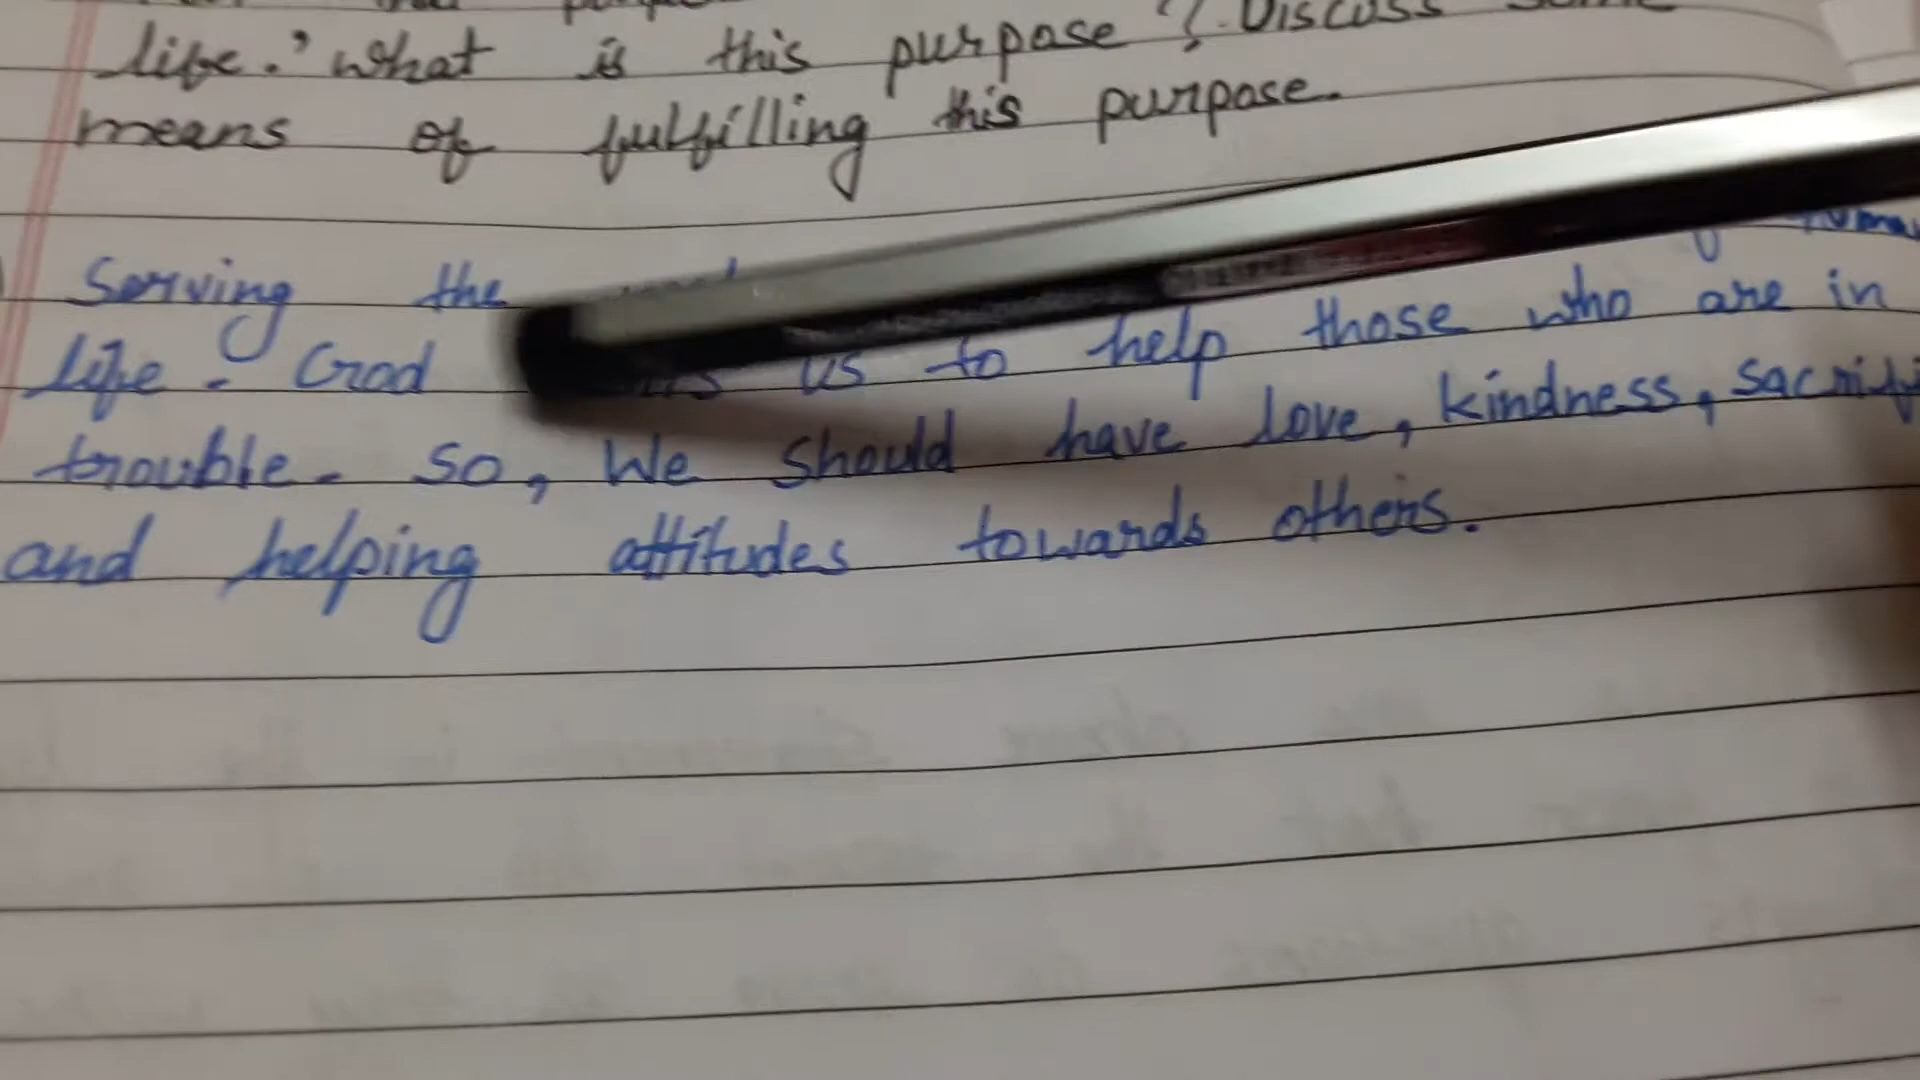 life.' what is this purpose ? Discuss some
means of fulfilling this purpose.
Serving the
life. God us to help those who are in
trouble. so, We should have love, kindness,
and helping attitudes towards others.